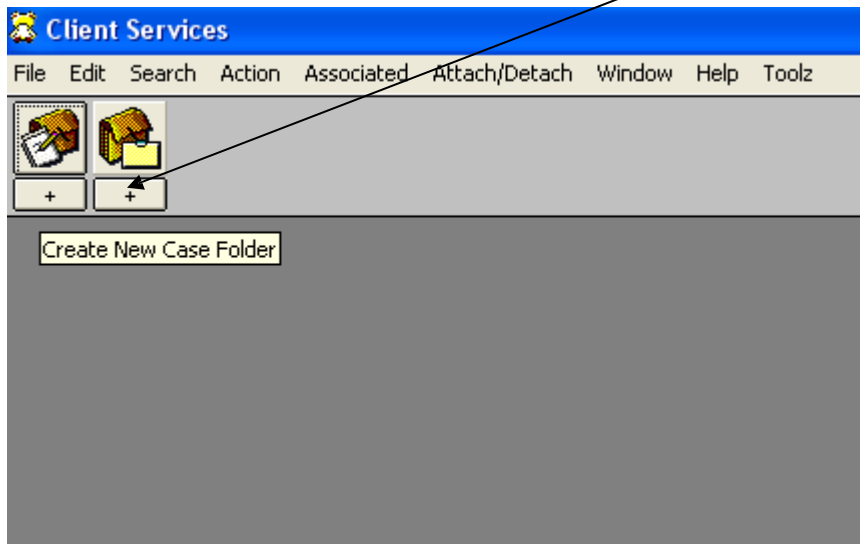 Client Services
File Edit Search Action Associated Attach/Detach Window Help Toolz
+ +
Create New Case Folder